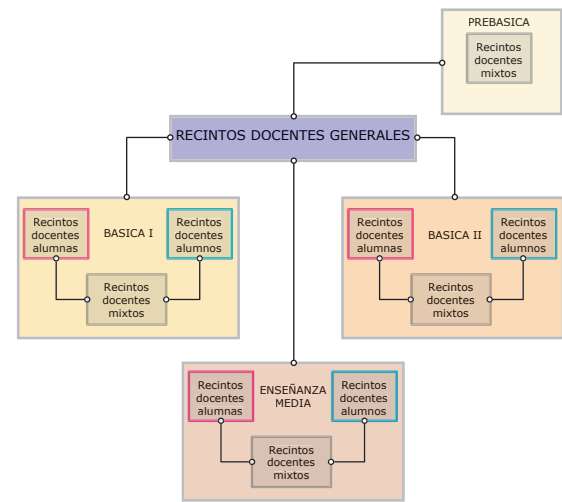 PREBASICA
Recintos
docentes
mixtos
RECINTOS DOCENTES GENERALES
Recintos
docentes
alumnas
BASICA I
Recintos
docentes
alumnos
Recintos
docentes
mixtos
Recintos
docentes
alumnas
BASICA II
Recintos
docentes
alumnos
Recintos
docentes
mixtos
Recintos
docentes
alumnas
ENSEÑANZA
MEDIA
Recintos
docentes
alumnos
Recintos
docentes
mixtos